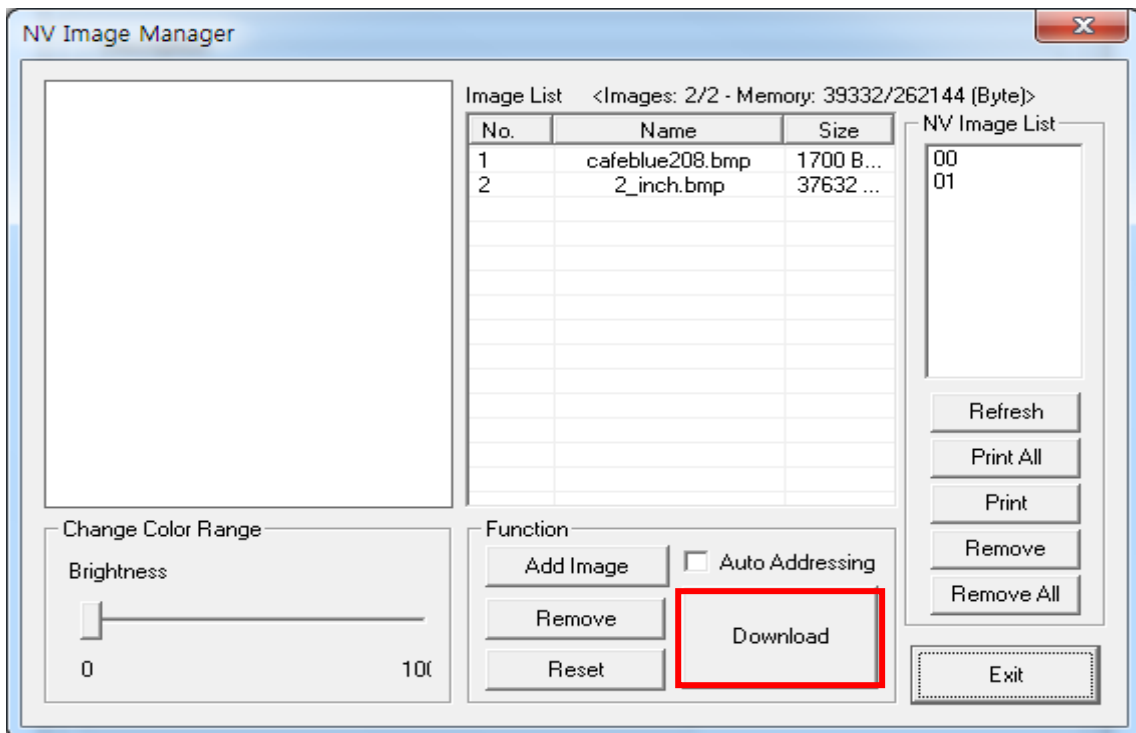 NV Image Manager
Image List <Images: 2/2 - Memory: 39332/262144 (Byte)>
No. Name Size
1 cafeblue208.bmp 1700 B...
2 2_inch.bmp 37632 ...
NV Image List
00
01
Refresh
Print All
Print
Remove
Remove All
Change Color Range
Brightness
0 100
Function
Add Image
Auto Addressing
Remove
Download
Reset
Exit